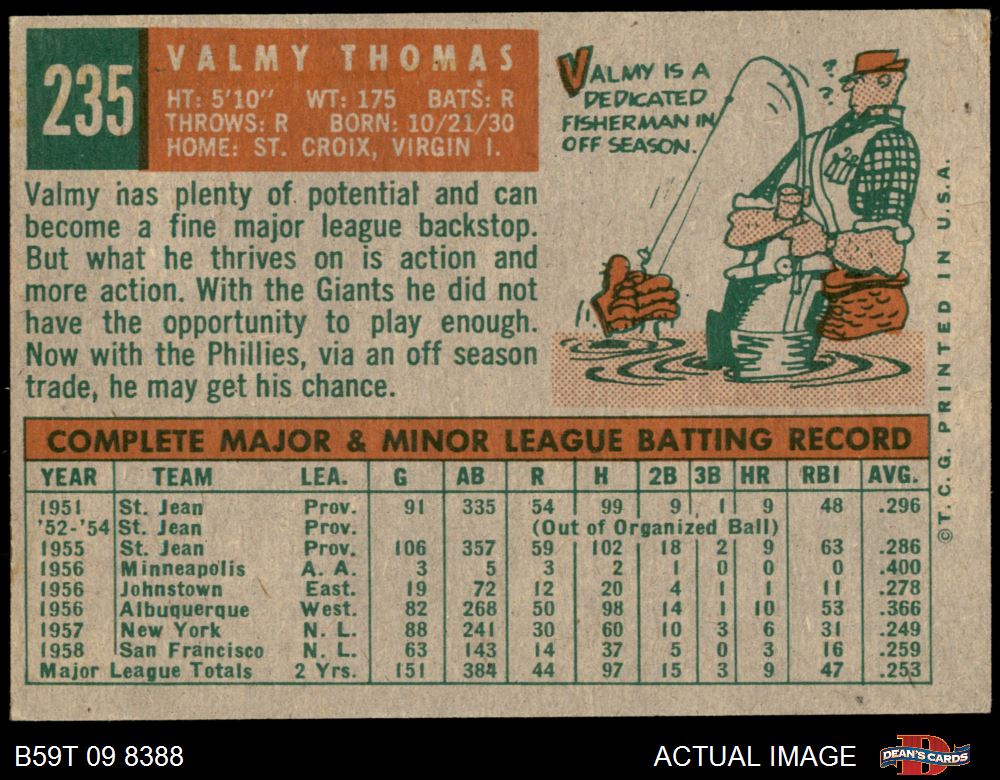 235
VALMY THOMAS
HT: 5'10" WT: 175 BATS: R
THROWS: R BORN: 10/21/30
HOME: ST. CROIX, VIRGIN I.
VALMY IS A
DEDICATED
FISHERMAN IN
OFF SEASON.
? ? ?
Valmy has plenty of potential and can
become a fine major league backstop.
But what he thrives on is action and
more action. With the Giants he did not
have the opportunity to play enough.
Now with the Phillies, via an off season
trade, he may get his chance.
COMPLETE MAJOR & MINOR LEAGUE BATTING RECORD
YEAR TEAM LEA. G AB R H 2B 3B HR RBI AVG.
1951 St. Jean Prov. 91 335 54 99 9 1 9 48 .296
'52-'54 St. Jean Prov. (Out of Organized Ball)
1955 St. Jean Prov. 106 357 59 102 18 2 9 63 .286
1956 Minneapolis A. A. 3 5 3 2 1 0 0 0 .400
1956 Johnstown East. 19 72 12 20 4 1 1 11 .278
1956 Albuquerque West. 82 268 50 98 14 1 10 53 .366
1957 New York N. L. 88 241 30 60 10 3 6 31 .249
1958 San Francisco N. L. 63 143 14 37 5 0 3 16 .259
Major League Totals 2 Yrs. 151 384 44 97 15 3 9 47 .253
© T. C. G. PRINTED IN U.S.A.
B59T 09 8388
ACTUAL IMAGE
D
DEAN'S CARDS